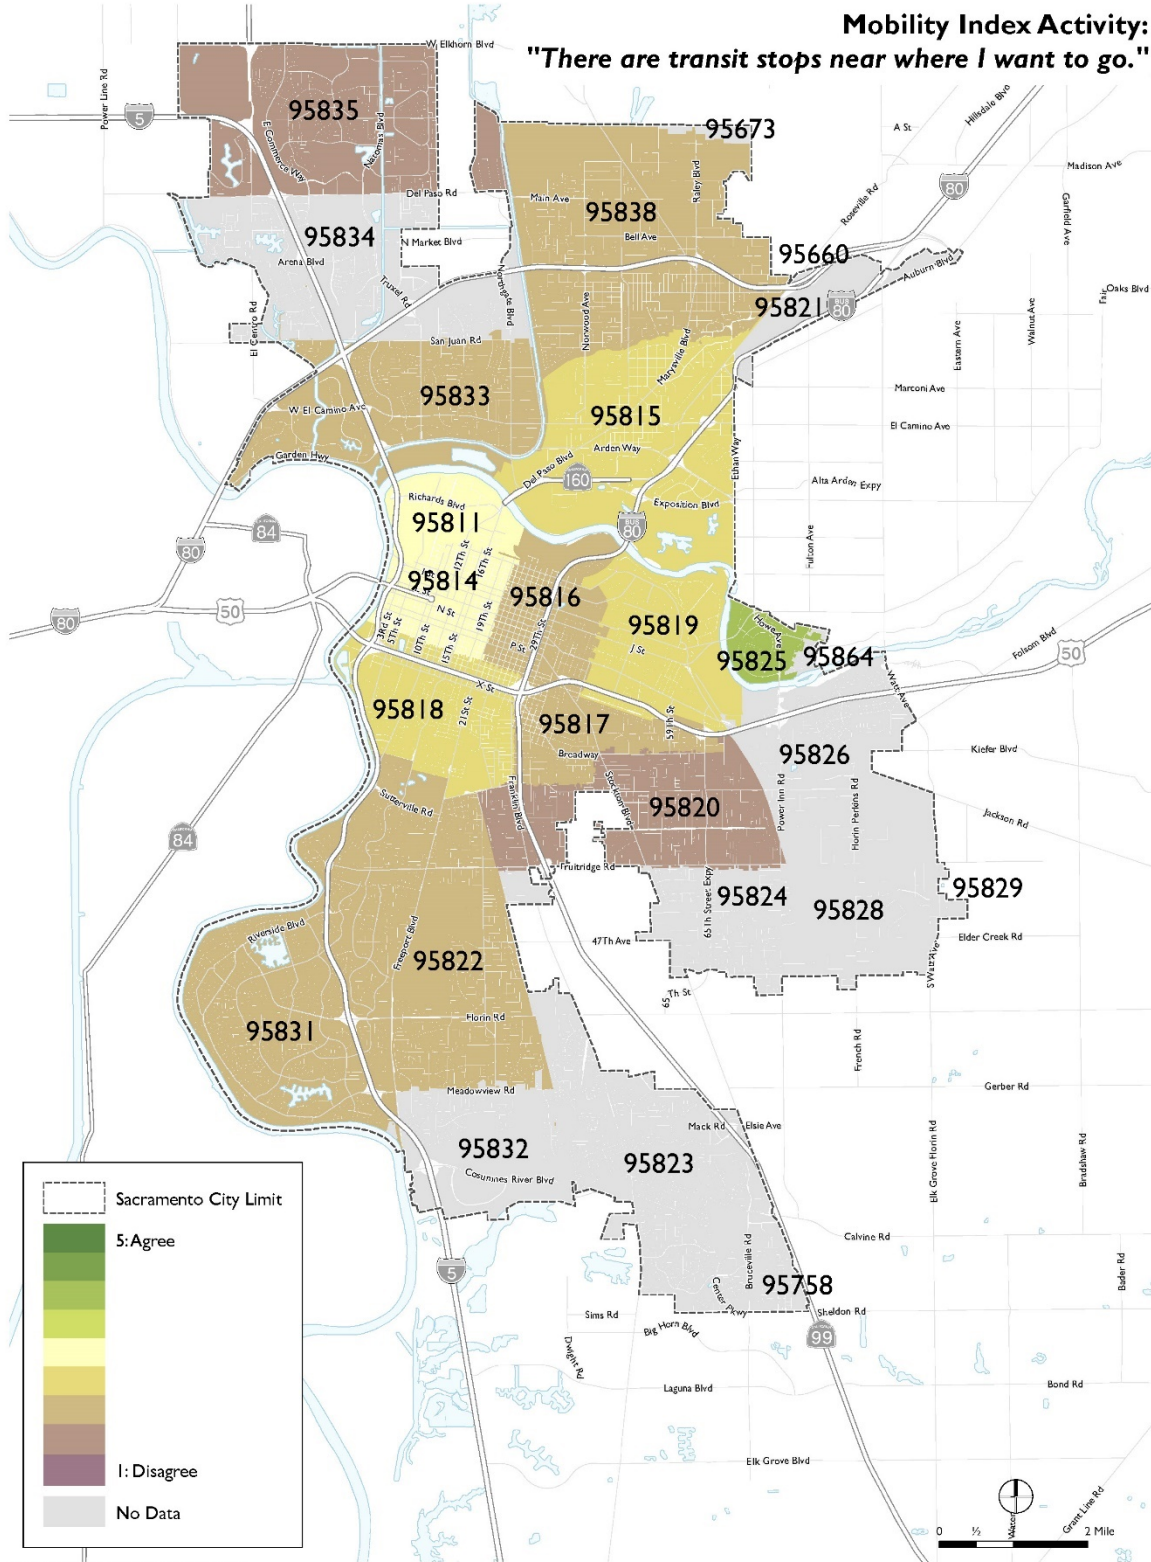 Mobility Index Activity:
"There are transit stops near where I want to go."
W Elkhorn Blvd
Power Line Rd
5
95835
E Commerce Way
Natomas Blvd
Del Paso Rd
95673
A St
Hillsdale Blvd
Madison Ave
Raley Blvd
80
Roseville Rd
Garfield Ave
Main Ave
95838
Bell Ave
95834
N Market Blvd
Arena Blvd
95660
Auburn Blvd
Truxel Rd
Northgate Blvd
95821
BUS
80
Fair Oaks Blvd
El Centro Rd
San Juan Rd
Norwood Ave
Marysville Blvd
Eastern Ave
Walnut Ave
95833
Marconi Ave
W El Camino Ave
95815
El Camino Ave
Arden Way
Ethan Way
Garden Hwy
Del Paso Blvd
160
Alta Arden Expy
Richards Blvd
Exposition Blvd
95811
84
BUS
80
Fulton Ave
80
12Th St
16Th St
95814
95816
50
80
N St
3Rd St
5Th St
10Th St
15Th St
19Th St
29Th St
P St
95819
J St
Howe Ave
95825
95864
Folsom Blvd
50
Watt Ave
X St
95818
21St St
95817
59Th St
Broadway
95826
Kiefer Blvd
Sutterville Rd
Franklin Blvd
Stockton Blvd
95820
Power Inn Rd
Florin Perkins Rd
Jackson Rd
84
Fruitridge Rd
65Th Street Expy
95824
95828
95829
Riverside Blvd
Freeport Blvd
47Th Ave
Elder Creek Rd
95822
S Watt Ave
65 Th St
95831
Florin Rd
French Rd
Meadowview Rd
Gerber Rd
Mack Rd
Elsie Ave
95832
95823
Elk Grove Florin Rd
Bradshaw Rd
Cosumnes River Blvd
Sacramento City Limit
5: Agree
Calvine Rd
5
Bruceville Rd
Bader Rd
95758
Center Pkwy
Sims Rd
Sheldon Rd
Big Horn Blvd
99
Dwight Rd
Laguna Blvd
Bond Rd
1: Disagree
Elk Grove Blvd
No Data
Grant Line Rd
Water
0 ½ 2 Mile